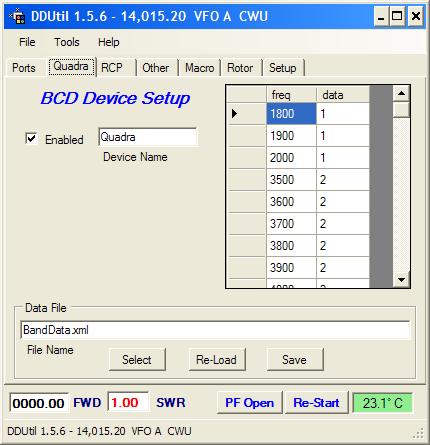 DDUtil 1.5.6 - 14,015.20 VFO A CWU
File Tools Help
Ports Quadra RCP Other Macro Rotor Setup
BCD Device Setup
Enabled Quadra
Device Name
freq data
1800 1
1900 1
2000 1
3500 2
3600 2
3700 2
3800 2
3900 2
4000 2
Data File
BandData.xml
File Name Select Re-Load Save
0000.00 FWD 1.00 SWR PF Open Re-Start 23.1° C
DDUtil 1.5.6 - 14,015.20 VFO A CWU